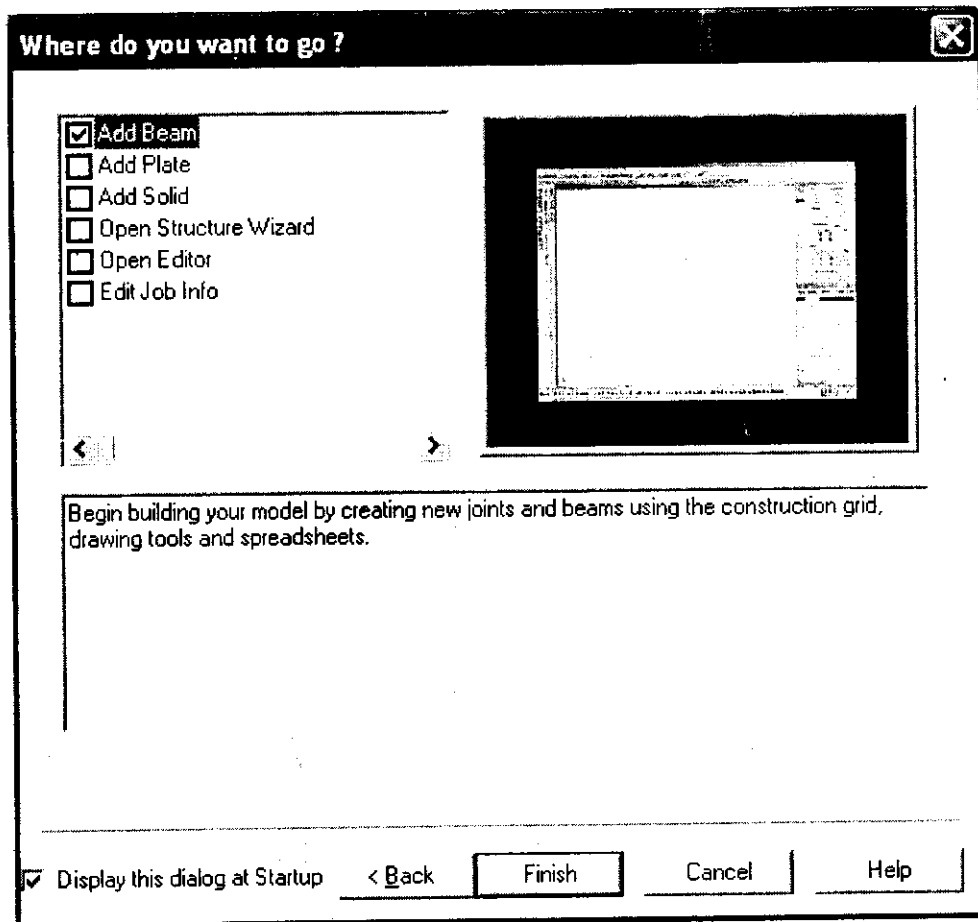 Where do you want to go ?
Add Beam
Add Plate
Add Solid
Open Structure Wizard
Open Editor
Edit Job Info
Begin building your model by creating new joints and beams using the construction grid,
drawing tools and spreadsheets.
Display this dialog at Startup
< Back
Finish
Cancel
Help